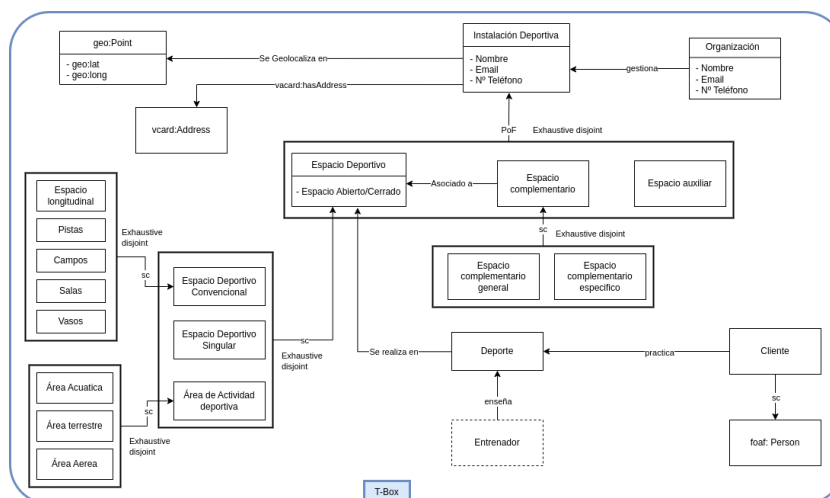 geo:Point
- geo:lat
- geo:long
Se Geolocaliza en
Instalación Deportiva
- Nombre
- Email
- Nº Teléfono
gestiona
Organización
- Nombre
- Email
- Nº Teléfono
vacard:hasAddress
vcard:Address
PoF
Exhaustive disjoint
Espacio Deportivo
- Espacio Abierto/Cerrado
Asociado a
Espacio
complementario
Espacio auxiliar
sc
Exhaustive disjoint
Espacio
complementario
general
Espacio
complementario
especifico
Espacio
longitudinal
Pistas
Campos
Salas
Vasos
Exhaustive
disjoint
sc
Espacio Deportivo
Convencional
Espacio Deportivo
Singular
Área de Actividad
deportiva
sc
Exhaustive
disjoint
Área Acuatica
Área terrestre
Área Aerea
sc
Exhaustive
disjoint
Se realiza en
Deporte
practica
Cliente
enseña
Entrenador
sc
foaf: Person
T-Box